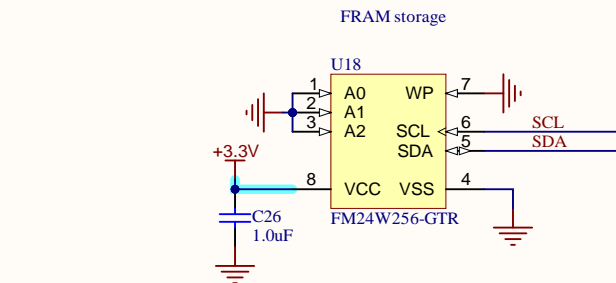 FRAM storage
U18
1 A0 WP 7
2 A1
3 A2 SCL 6 SCL
SDA 5 SDA
+3.3V
8 VCC VSS 4
C26 FM24W256-GTR
1.0uF